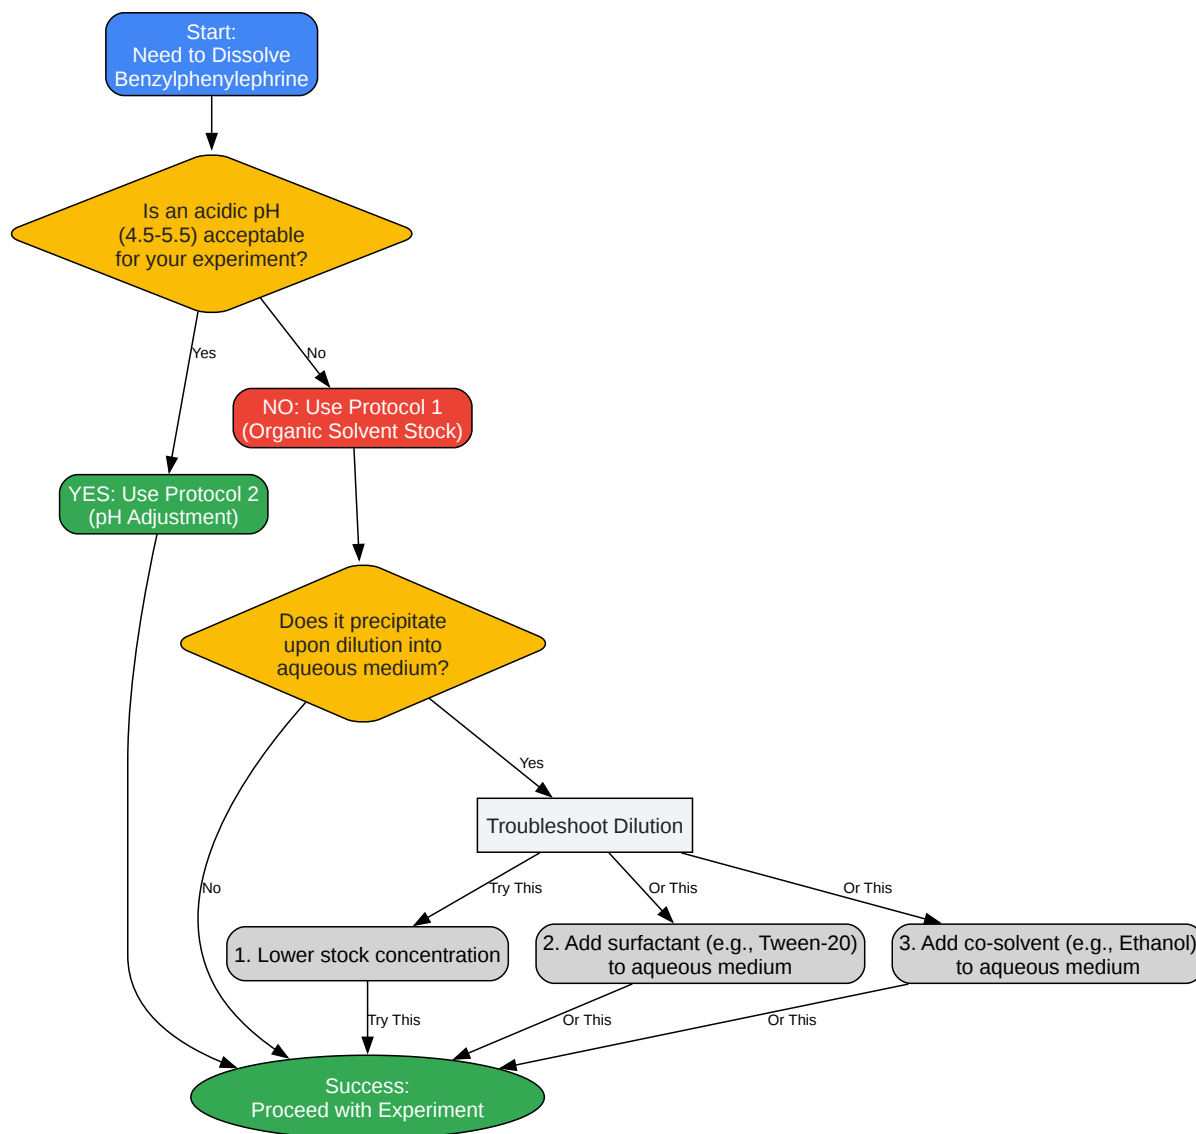 Start:
Need to Dissolve
Benzylphenylephrine
Is an acidic pH
(4.5-5.5) acceptable
for your experiment?
Yes
No
NO: Use Protocol 1
(Organic Solvent Stock)
YES: Use Protocol 2
(pH Adjustment)
Does it precipitate
upon dilution into
aqueous medium?
Yes
Troubleshoot Dilution
No
Try This
Or This
Or This
1. Lower stock concentration
2. Add surfactant (e.g., Tween-20)
to aqueous medium
3. Add co-solvent (e.g., Ethanol)
to aqueous medium
Try This
Or This
Or This
Success:
Proceed with Experiment